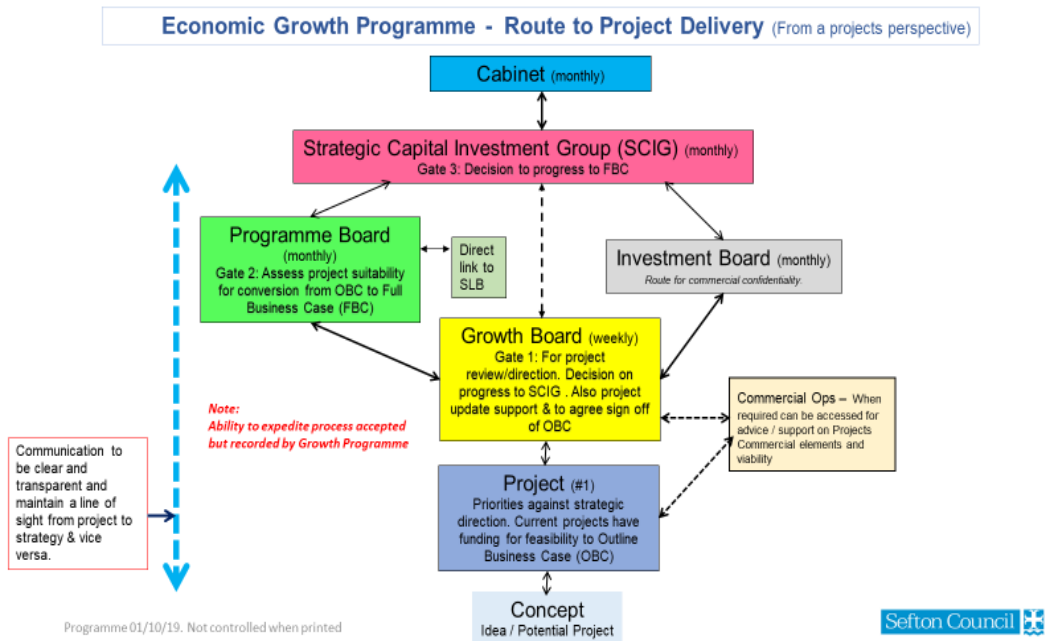 Economic Growth Programme - Route to Project Delivery (From a projects perspective)
Cabinet (monthly)
Strategic Capital Investment Group (SCIG) (monthly)
Gate 3: Decision to progress to FBC
Programme Board
(monthly)
Gate 2: Assess project suitability
for conversion from OBC to Full
Business Case (FBC)
Direct
link to
SLB
Investment Board (monthly)
Route for commercial confidentiality.
Growth Board (weekly)
Gate 1: For project
review/direction. Decision on
progress to SCIG . Also project
update support & to agree sign off
of OBC
Commercial Ops – When
required can be accessed for
advice / support on Projects
Commercial elements and
viability
Note:
Ability to expedite process accepted
but recorded by Growth Programme
Communication to
be clear and
transparent and
maintain a line of
sight from project to
strategy & vice
versa.
Project (#1)
Priorities against strategic
direction. Current projects have
funding for feasibility to Outline
Business Case (OBC)
Concept
Idea / Potential Project
Programme 01/10/19. Not controlled when printed
Sefton Council